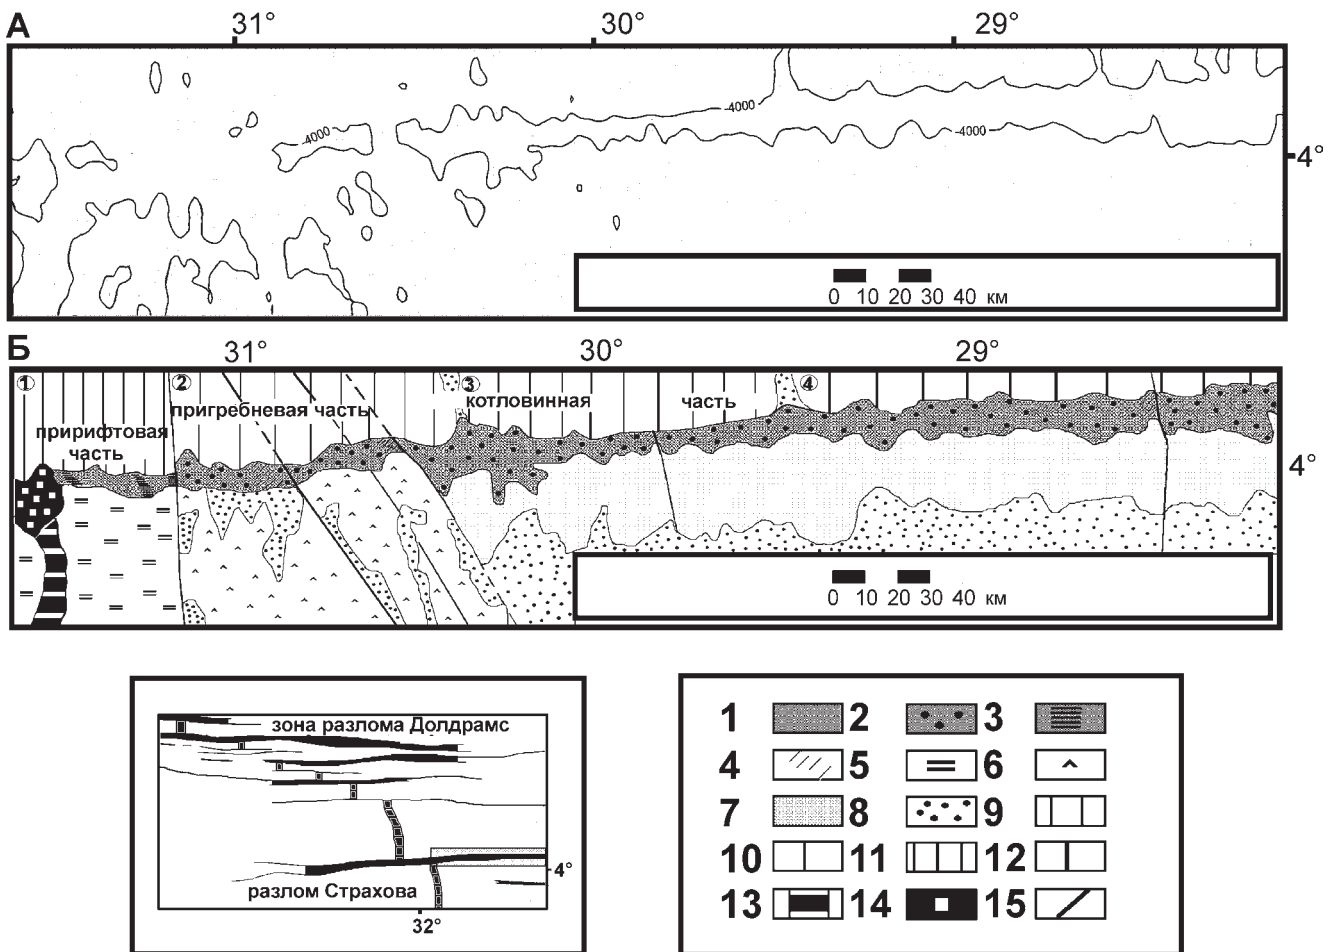 А
31° 30° 29°
-4000
-4000
-4000
4°
0 10 20 30 40 км
Б
31° 30° 29°
1 2 3 4
пригребневая часть
котловинная часть
пририфтовая
часть
4°
0 10 20 30 40 км
зона разлома Долдрамс
4°
разлом Страхова
32°
1 2 3
4 5 6
7 8 9
10 11 12
13 14 15